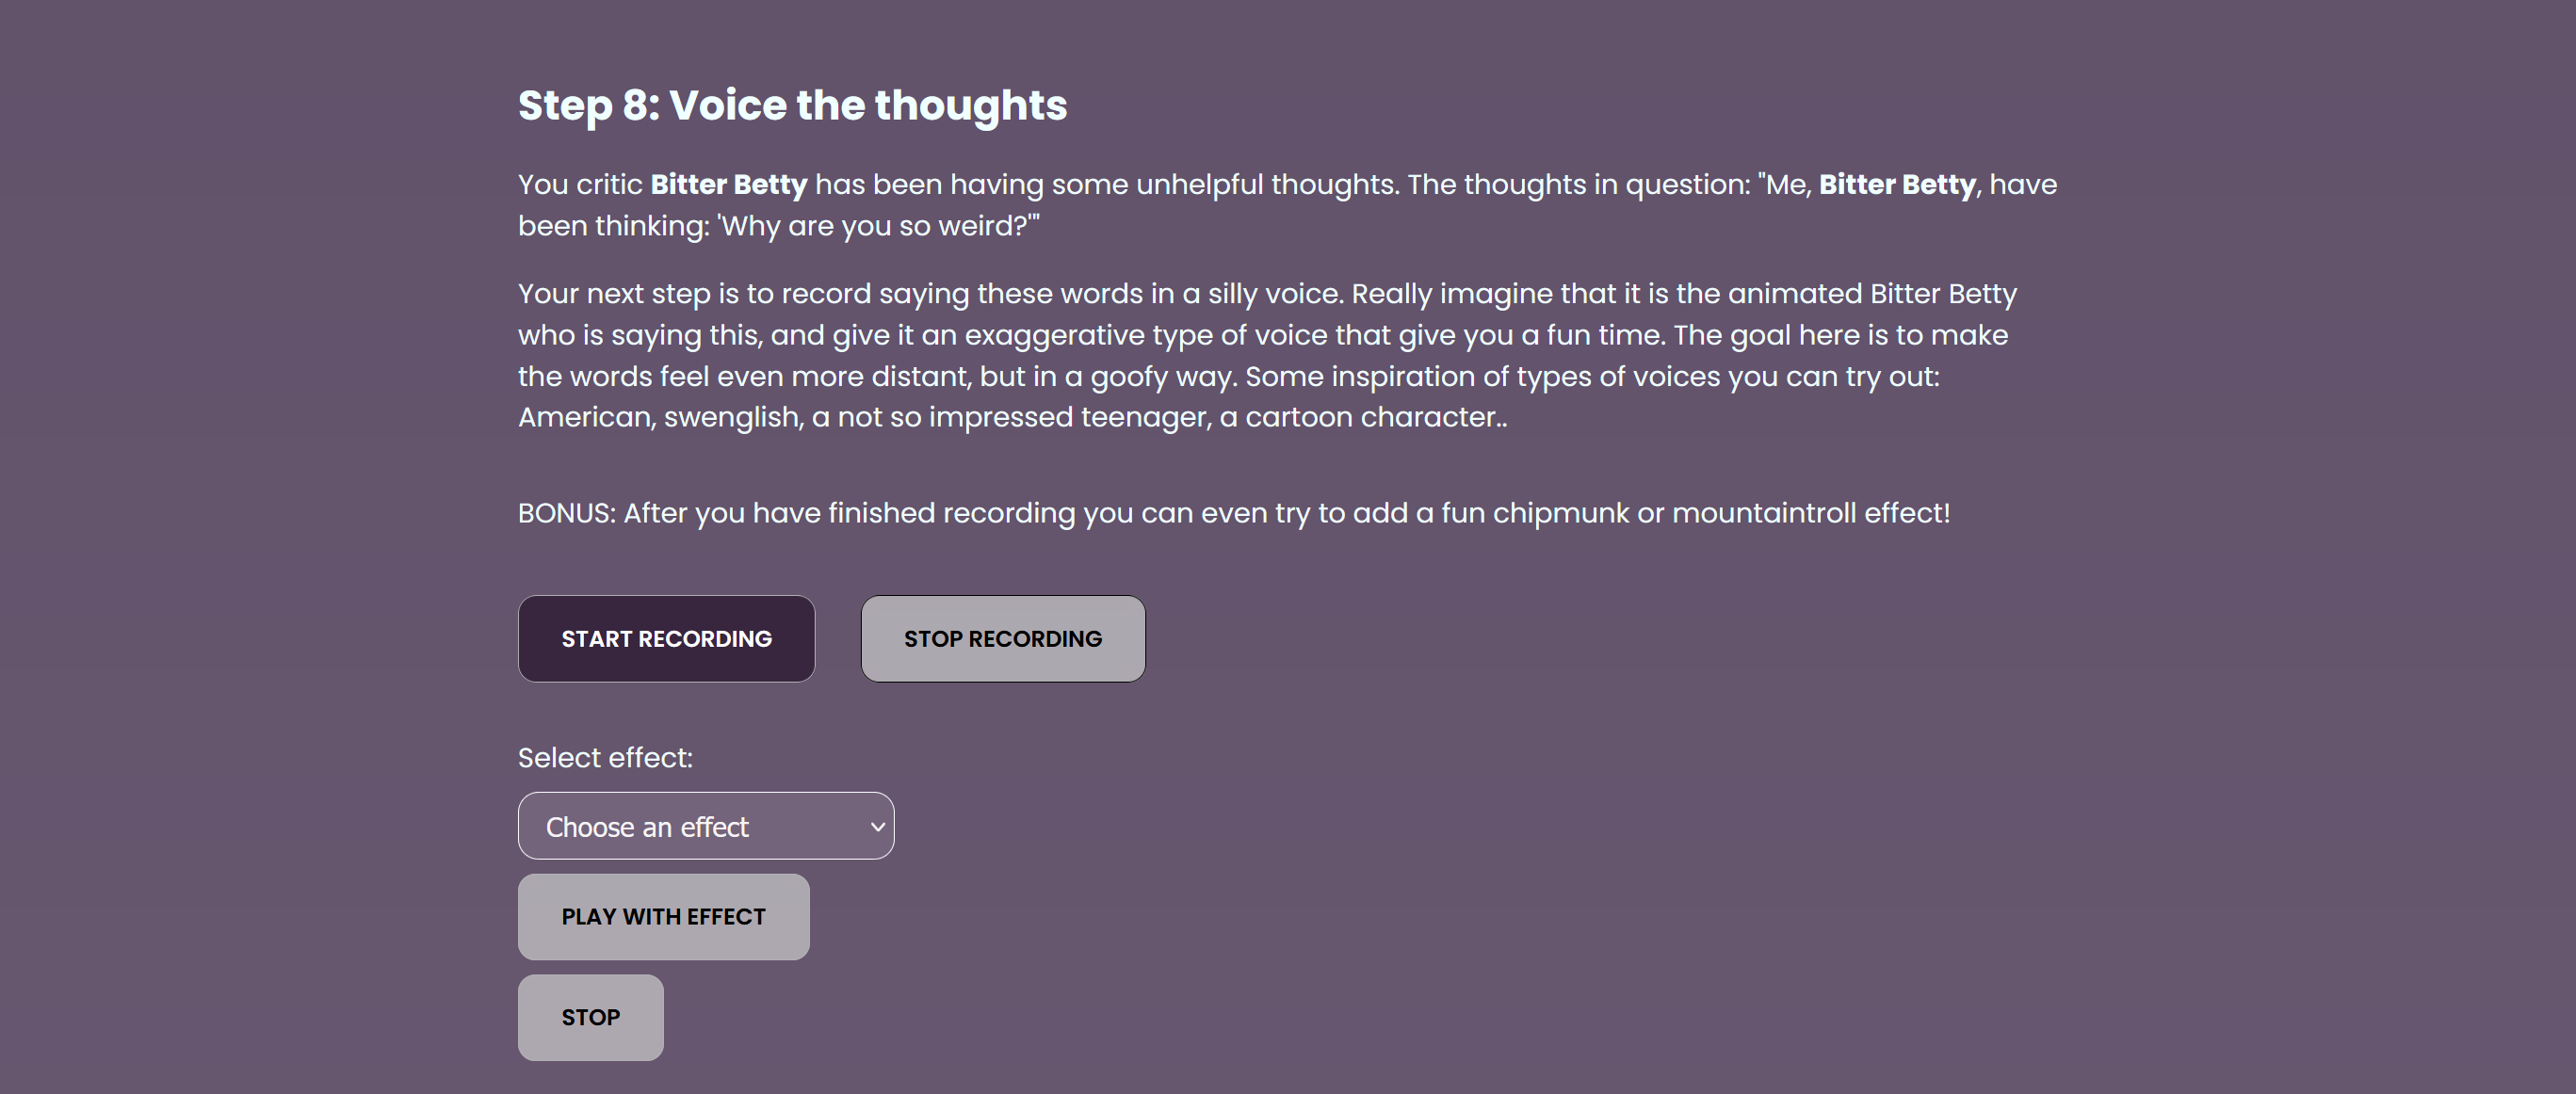 Step 8: Voice the thoughts
You critic Bitter Betty has been having some unhelpful thoughts. The thoughts in question: "Me, Bitter Betty, have
been thinking: 'Why are you so weird?'"
Your next step is to record saying these words in a silly voice. Really imagine that it is the animated Bitter Betty
who is saying this, and give it an exaggerative type of voice that give you a fun time. The goal here is to make
the words feel even more distant, but in a goofy way. Some inspiration of types of voices you can try out:
American, swenglish, a not so impressed teenager, a cartoon character..
BONUS: After you have finished recording you can even try to add a fun chipmunk or mountaintroll effect!
START RECORDING
STOP RECORDING
Select effect:
Choose an effect
PLAY WITH EFFECT
STOP